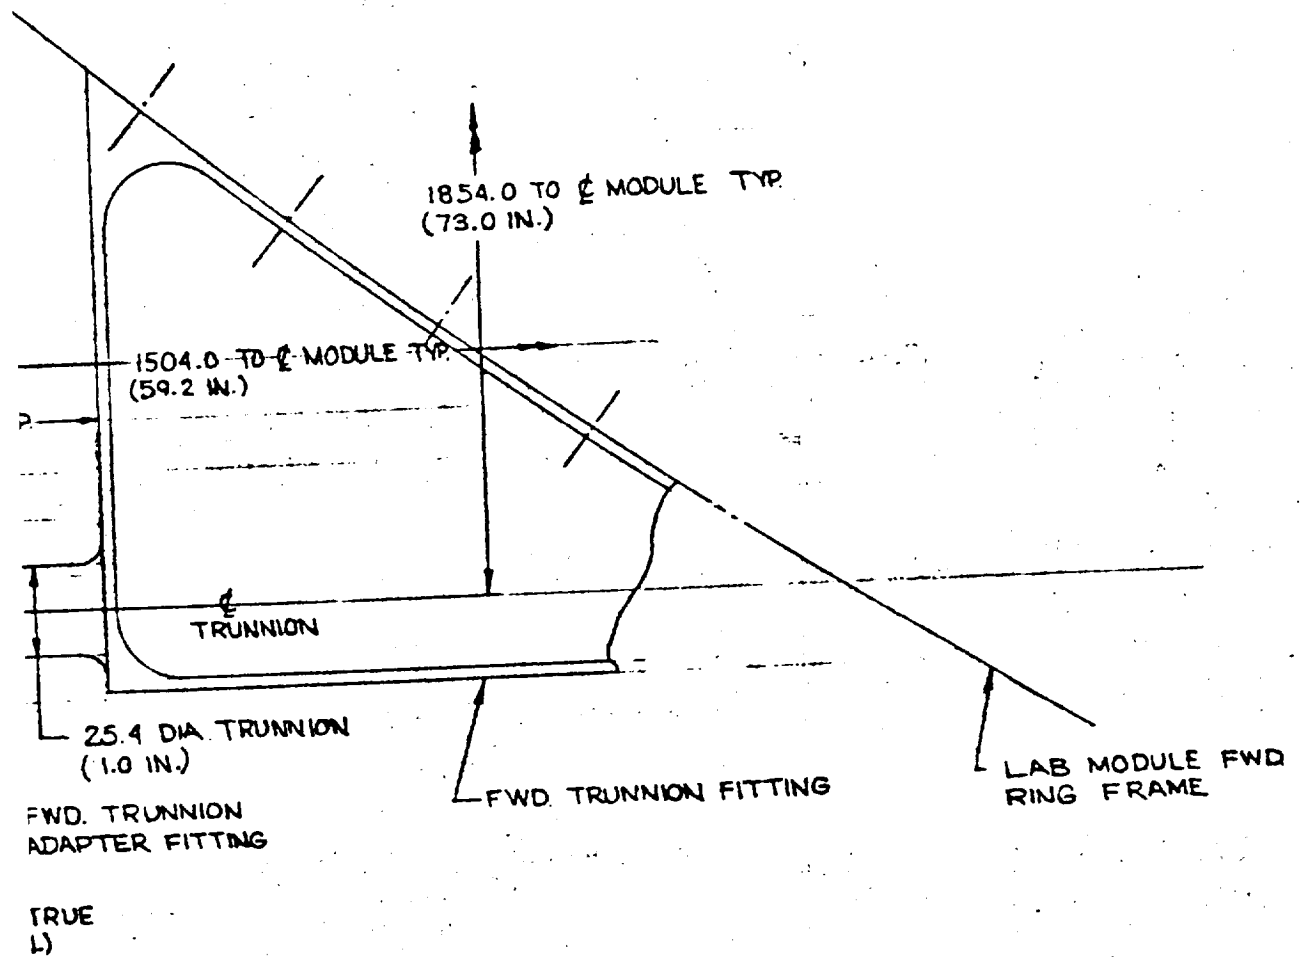 1854.0 TO ℄ MODULE TYP.
(73.0 IN.)
1504.0 TO ℄ MODULE TYP.
(59.2 IN.)
P.
℄
TRUNNION
25.4 DIA. TRUNNION
(1.0 IN.)
FWD. TRUNNION FITTING
LAB MODULE FWD
RING FRAME
FWD. TRUNNION
ADAPTER FITTING
TRUE
L)